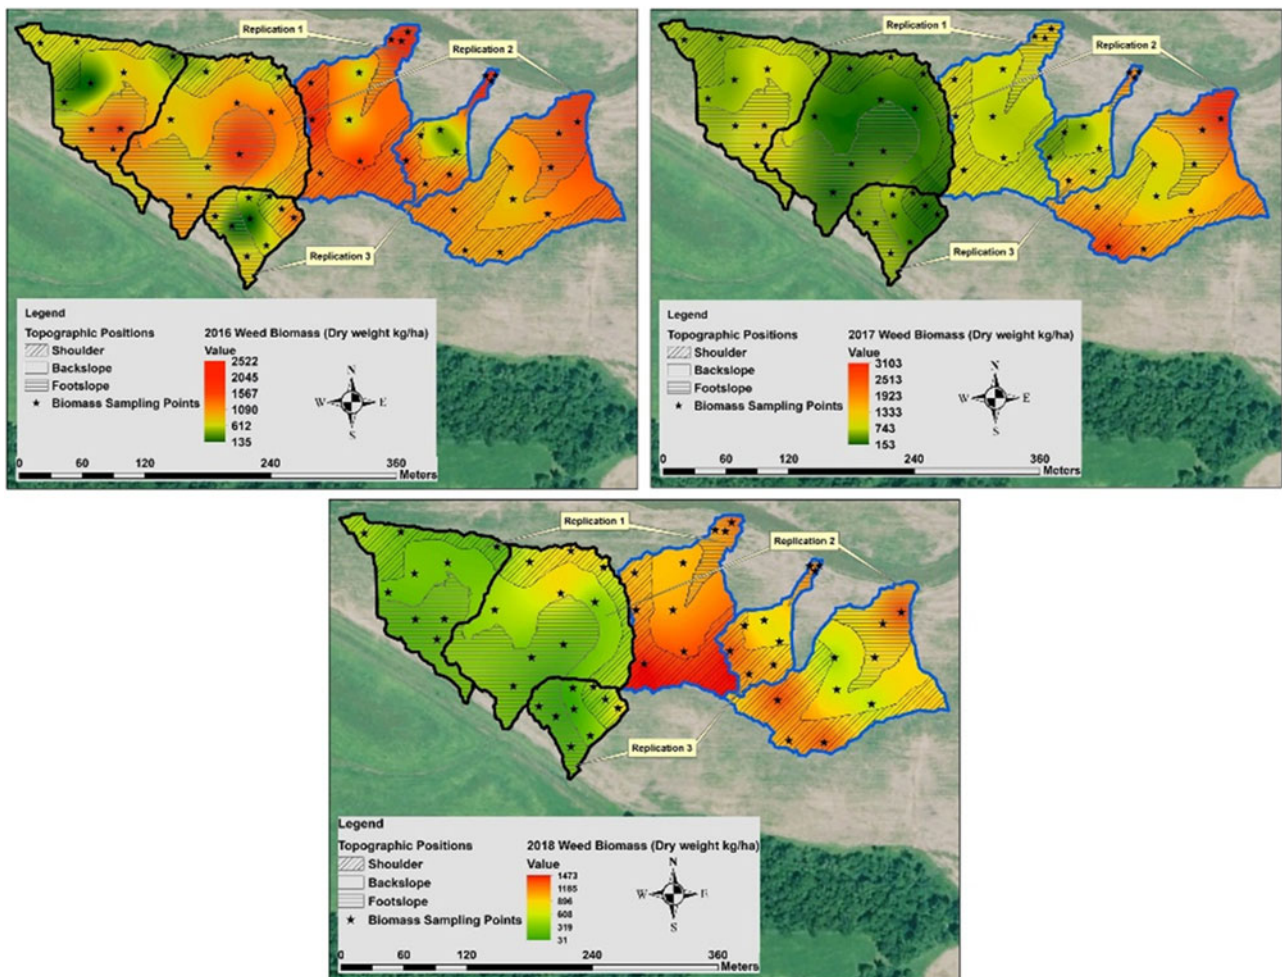 Replication 1
Replication 2
Replication 3
Legend
Topographic Positions
Shoulder
Backslope
Footslope
Biomass Sampling Points
2016 Weed Biomass (Dry weight kg/ha)
Value
2522
2045
1567
1090
612
135
N
W E
S
0 60 120 240 360
Meters
Replication 1
Replication 2
Replication 3
Legend
Topographic Positions
Shoulder
Backslope
Footslope
Biomass Sampling Points
2017 Weed Biomass (Dry weight kg/ha)
Value
3103
2513
1923
1333
743
153
N
W E
S
0 60 120 240 360
Meters
Replication 1
Replication 2
Replication 3
Legend
Topographic Positions
Shoulder
Backslope
Footslope
Biomass Sampling Points
2018 Weed Biomass (Dry weight kg/ha)
Value
1473
1185
896
608
319
31
N
W E
S
0 60 120 240 360
Meters